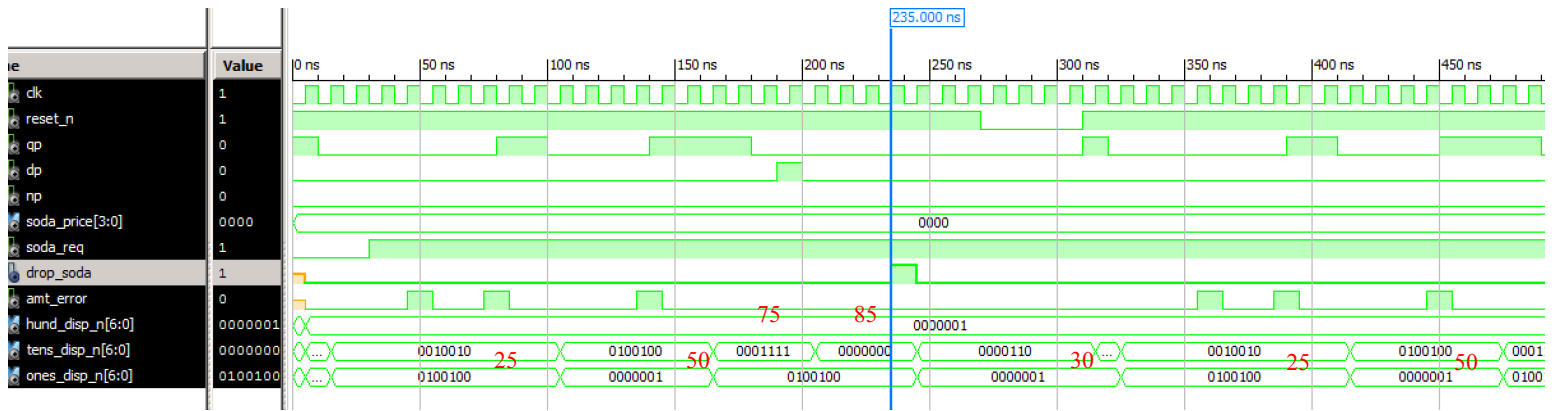 235.000 ns
Value 0 ns 50 ns 100 ns 150 ns 200 ns 250 ns 300 ns 350 ns 400 ns 450 ns
clk 1
reset_n 1
qp 0
dp 0
np 0
soda_price[3:0] 0000 0000
soda_req 1
drop_soda 1
amt_error 0
75 85
hund_disp_n[6:0] 0000001 0000001
tens_disp_n[6:0] 0000000 ... 0010010 0100100 0001111 0000000 0000110 ... 0010010 0100100 0001
25 50 30 25 50
ones_disp_n[6:0] 0100100 ... 0100100 0000001 0100100 0000001 0100100 0000001 0100